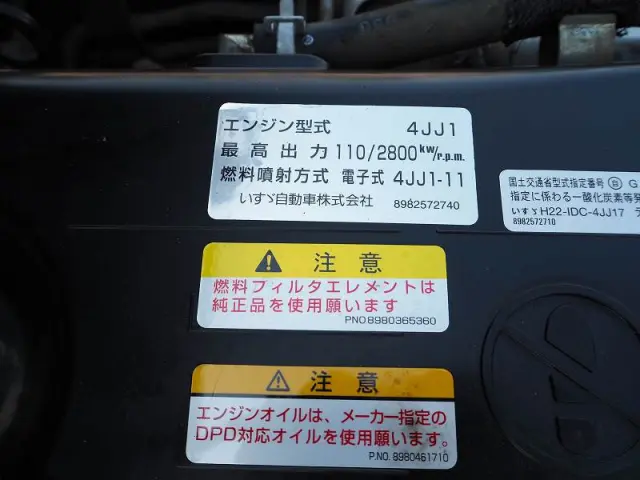 エンジン型式 4JJ1
最高出力 110/2800kW/r.p.m.
燃料噴射方式 電子式 4JJ1-11
いすゞ自動車株式会社 8982572740
国土交通省型式指定番号
指定に係わる一酸化炭素等発
いすゞH22-IDC-4JJ17
8982572710
注意
燃料フィルタエレメントは
純正品を使用願います
PNO8980365360
注意
エンジンオイルは、メーカー指定の
DPD対応オイルを使用願います。
P.NO. 8980461710